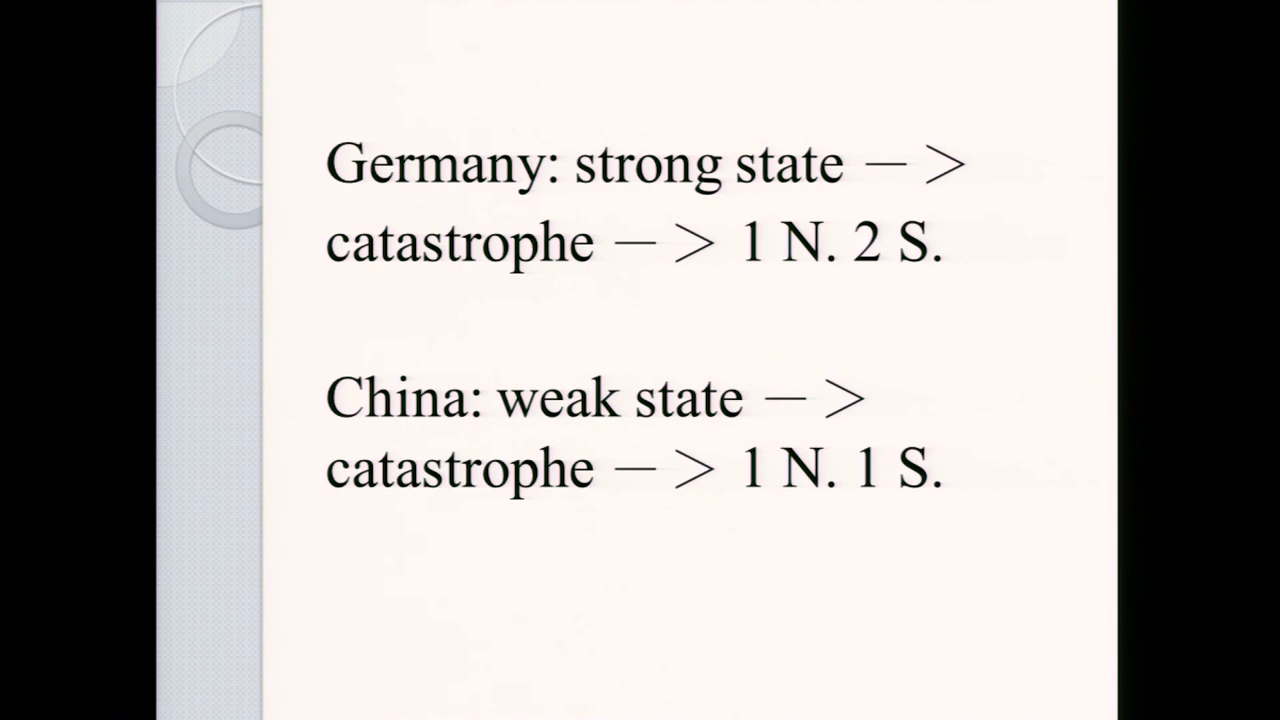 Germany: strong state — >
catastrophe — > 1 N. 2 S.
China: weak state — >
catastrophe — > 1 N. 1 S.